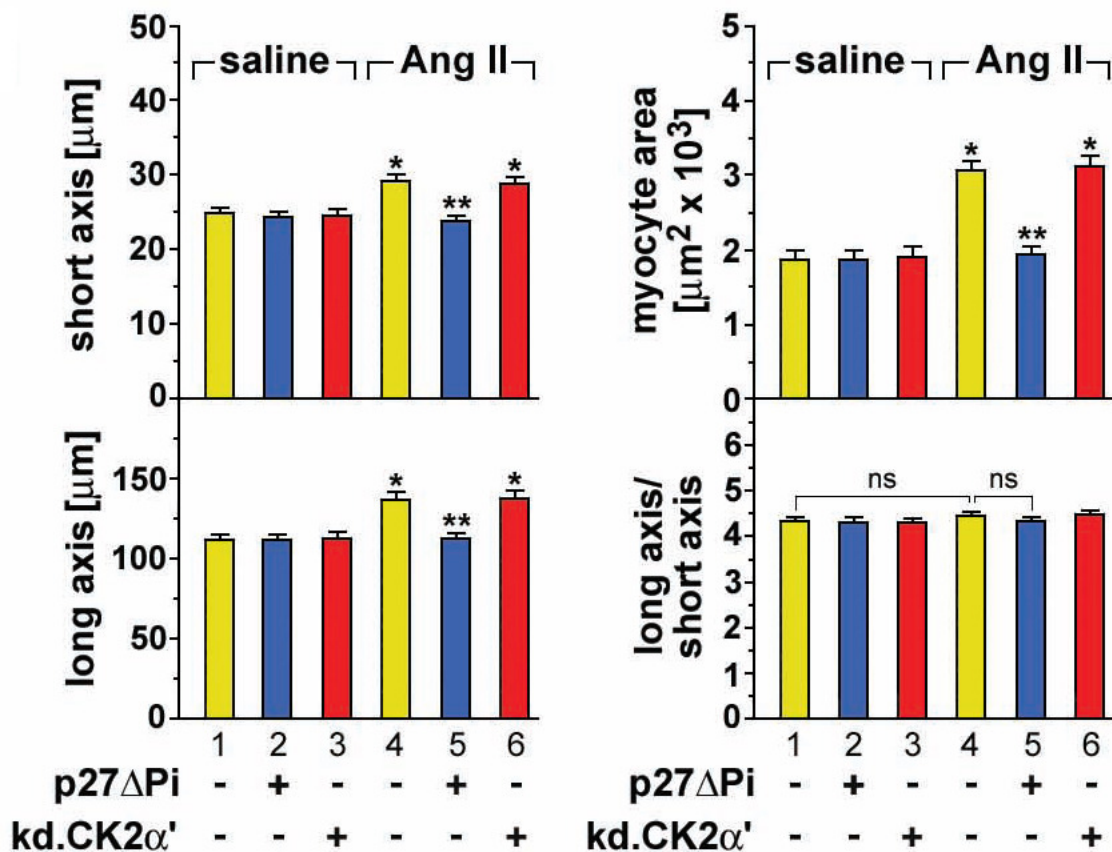 short axis [μm]
50
40
30
20
10
0
saline
Ang II
*
**
*
myocyte area
[μm² x 10³]
5
4
3
2
1
0
saline
Ang II
*
**
*
long axis [μm]
150
100
50
0
*
**
*
1 2 3 4 5 6
long axis/
short axis
6
5
4
4
3
2
1
0
ns
ns
1 2 3 4 5 6
p27ΔPi - + - - + - - + - - + -
kd.CK2α' - - + - - + - - + - - +